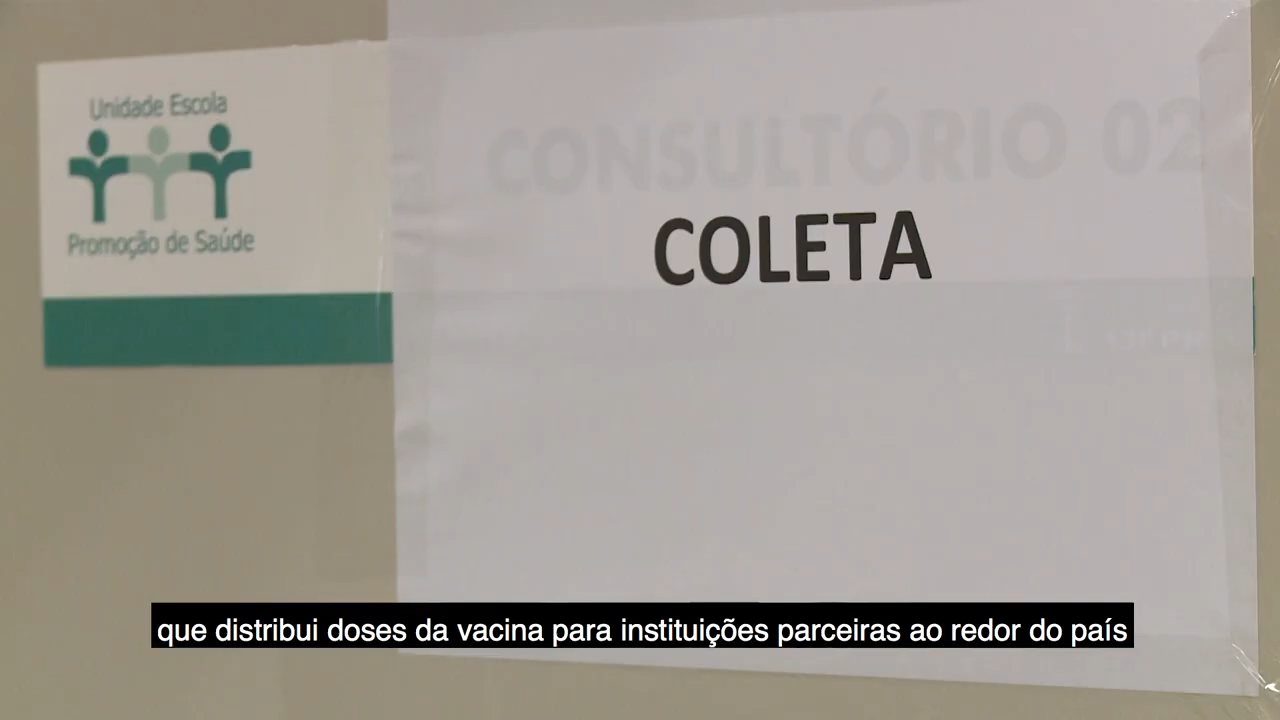 Unidade Escola
Promoção de Saúde
CONSULTÓRIO 02
COLETA
que distribui doses da vacina para instituições parceiras ao redor do país